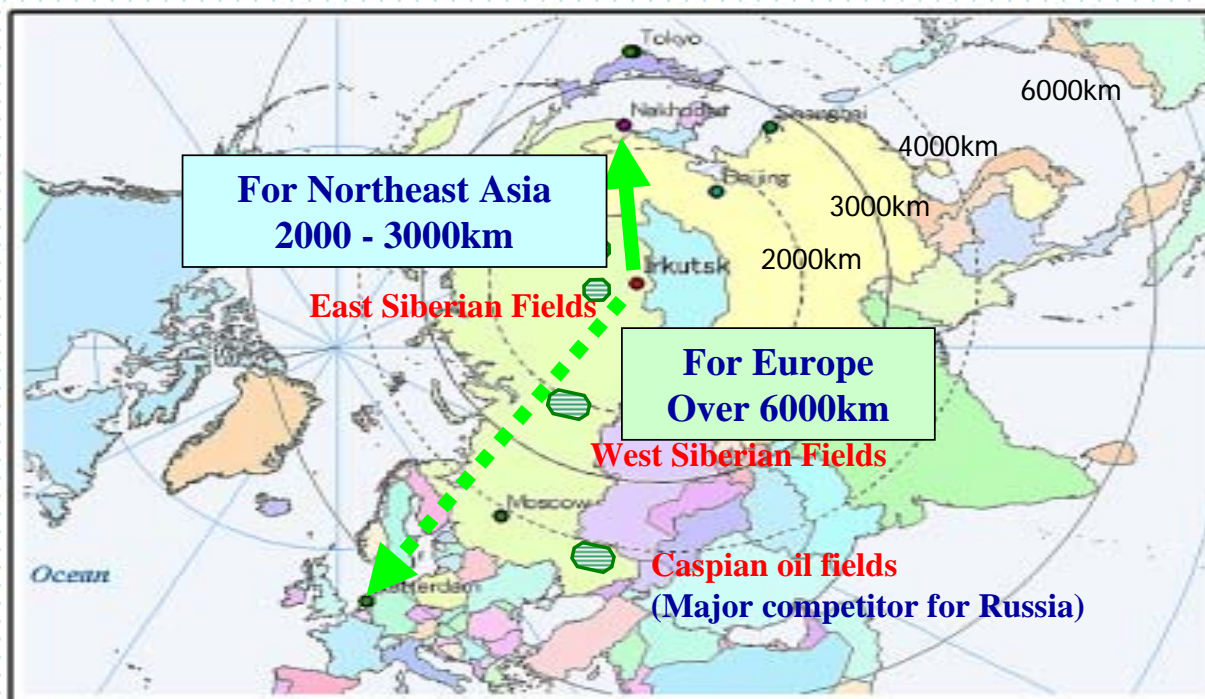 Tokyo
6000km
Nakhodka
Shanghai
4000km
For Northeast Asia
2000 - 3000km
Beijing
3000km
2000km
Irkutsk
East Siberian Fields
For Europe
Over 6000km
West Siberian Fields
Moscow
Caspian oil fields
(Major competitor for Russia)
Ocean
Rotterdam